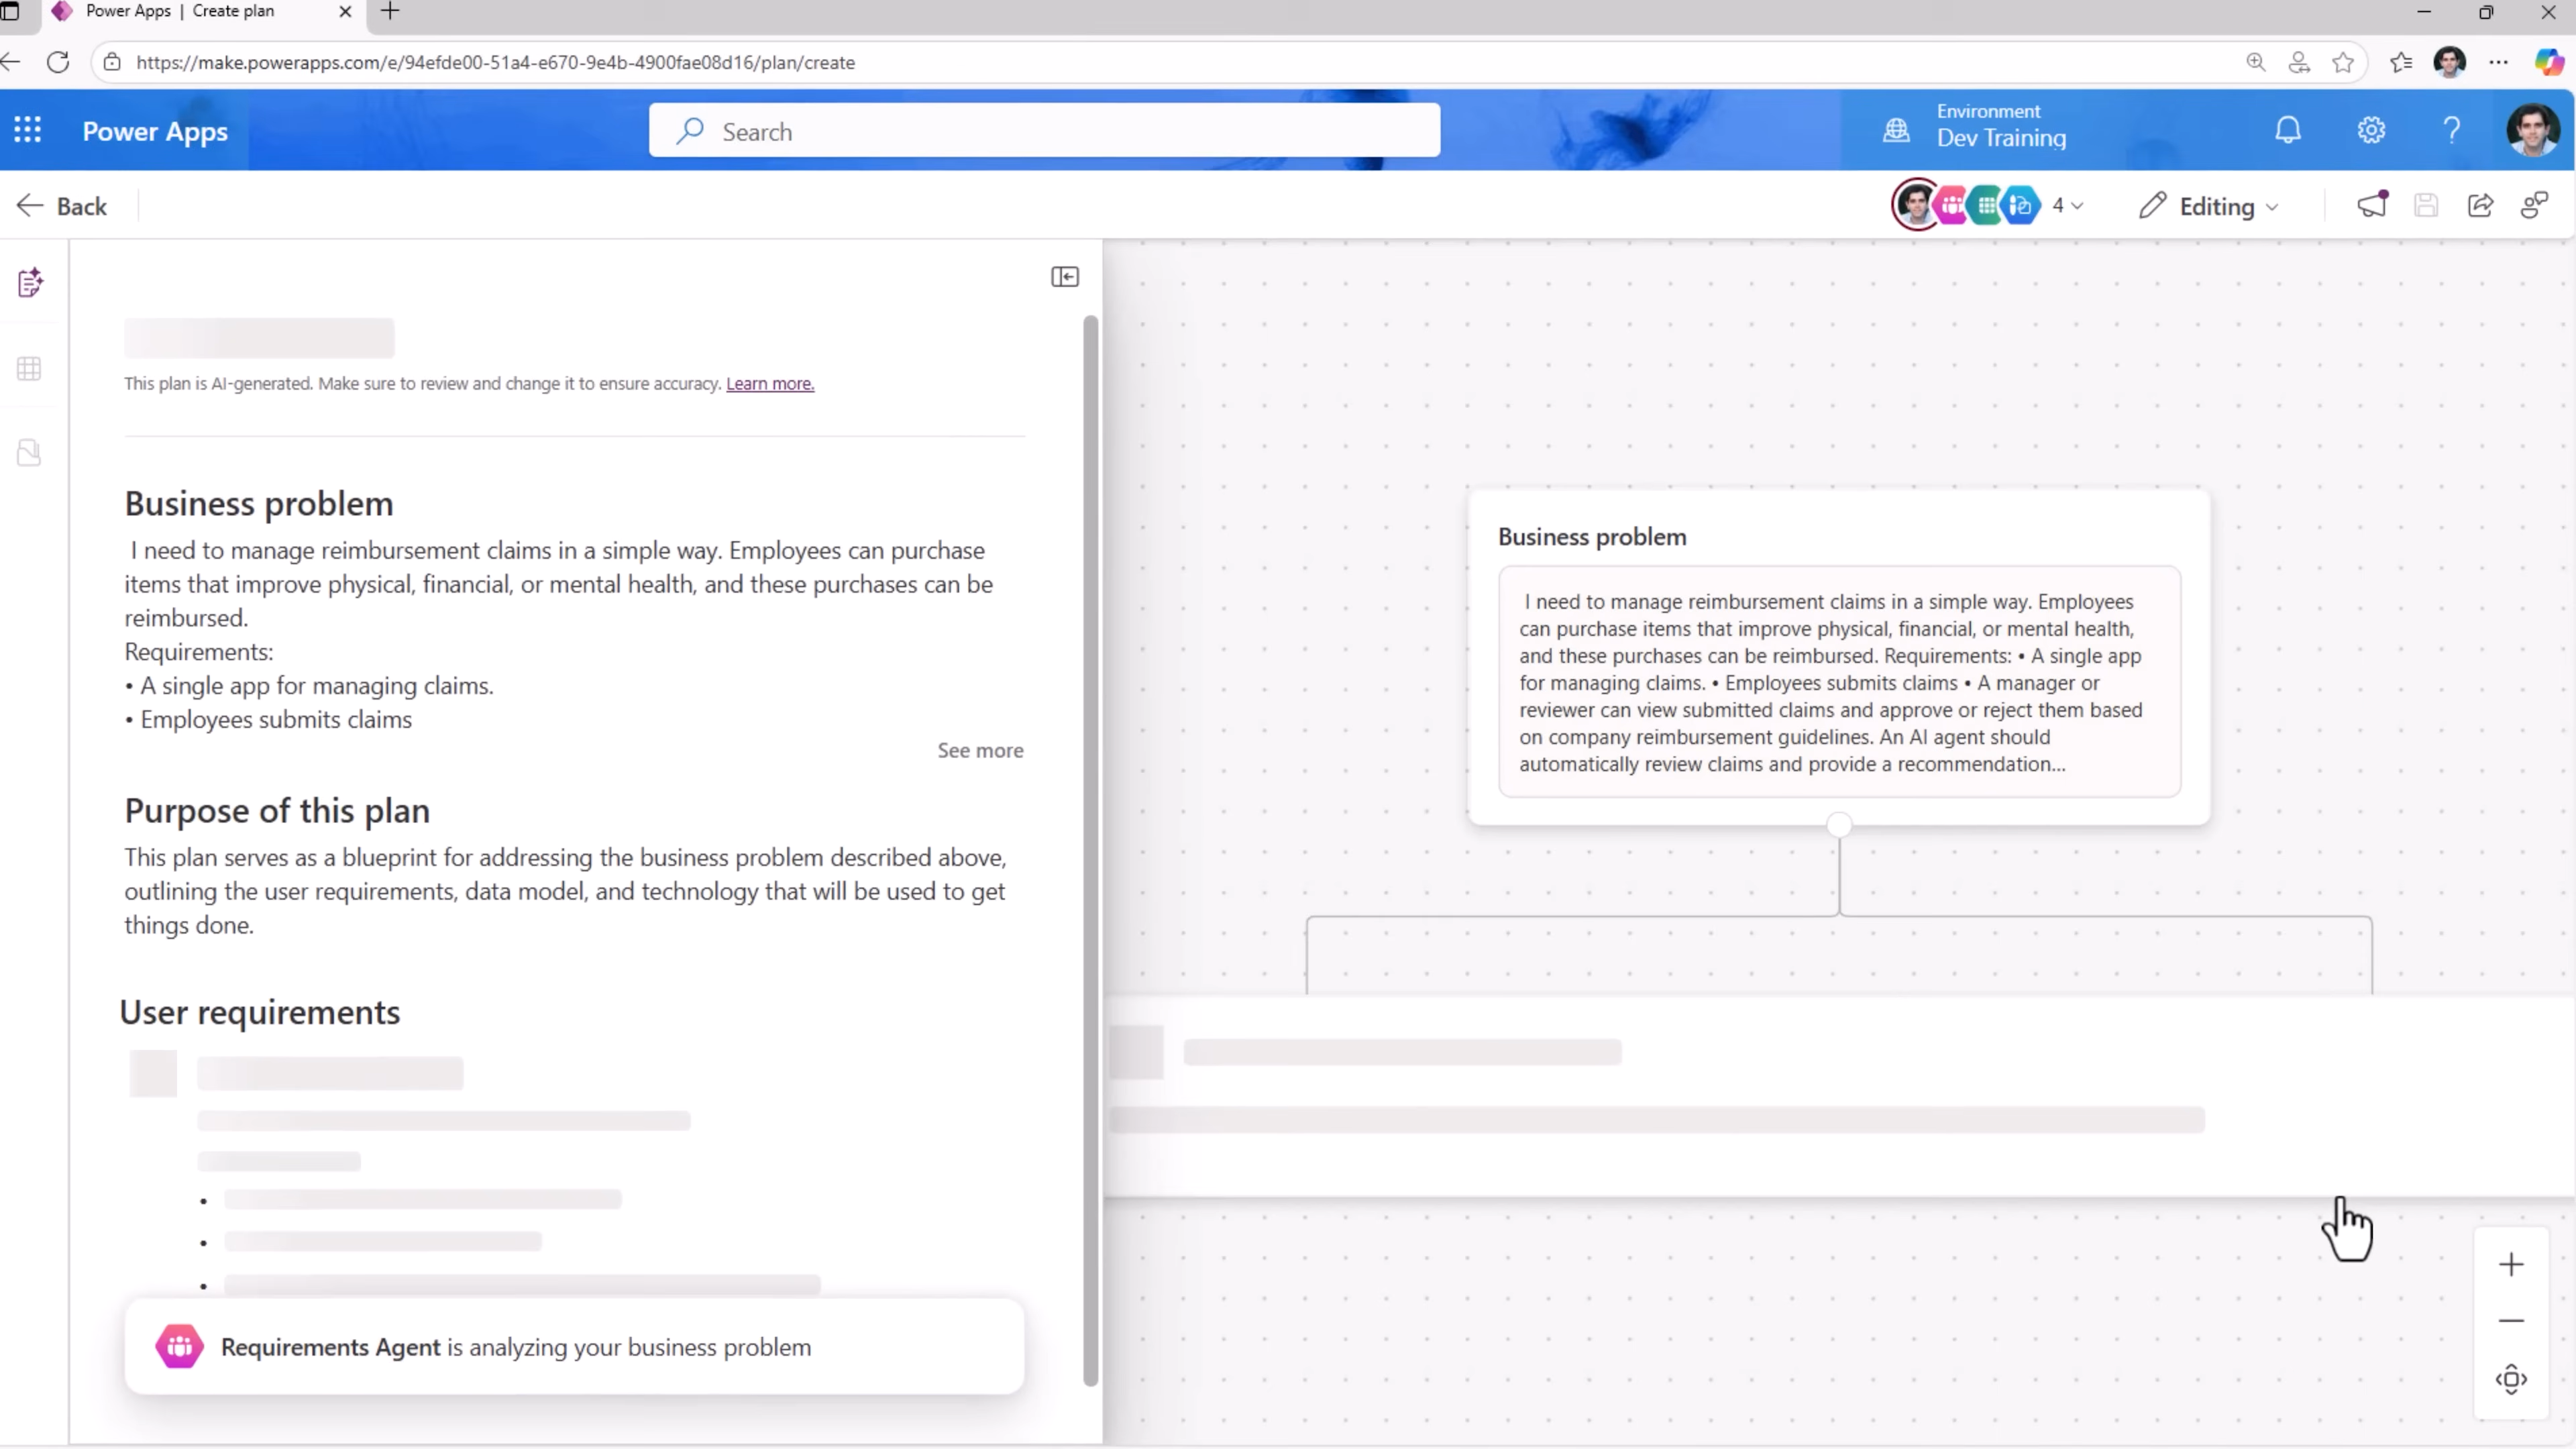 Power Apps | Create plan
https://make.powerapps.com/e/94efde00-51a4-e670-9e4b-4900fae08d16/plan/create
Power Apps
Search
Environment
Dev Training
Back
4
Editing
This plan is AI-generated. Make sure to review and change it to ensure accuracy. Learn more.
Business problem
I need to manage reimbursement claims in a simple way. Employees can purchase
items that improve physical, financial, or mental health, and these purchases can be
reimbursed.
Requirements:
• A single app for managing claims.
• Employees submits claims
See more
Purpose of this plan
This plan serves as a blueprint for addressing the business problem described above,
outlining the user requirements, data model, and technology that will be used to get
things done.
User requirements
Requirements Agent is analyzing your business problem
Business problem
I need to manage reimbursement claims in a simple way. Employees
can purchase items that improve physical, financial, or mental health,
and these purchases can be reimbursed. Requirements: • A single app
for managing claims. • Employees submits claims • A manager or
reviewer can view submitted claims and approve or reject them based
on company reimbursement guidelines. An AI agent should
automatically review claims and provide a recommendation...